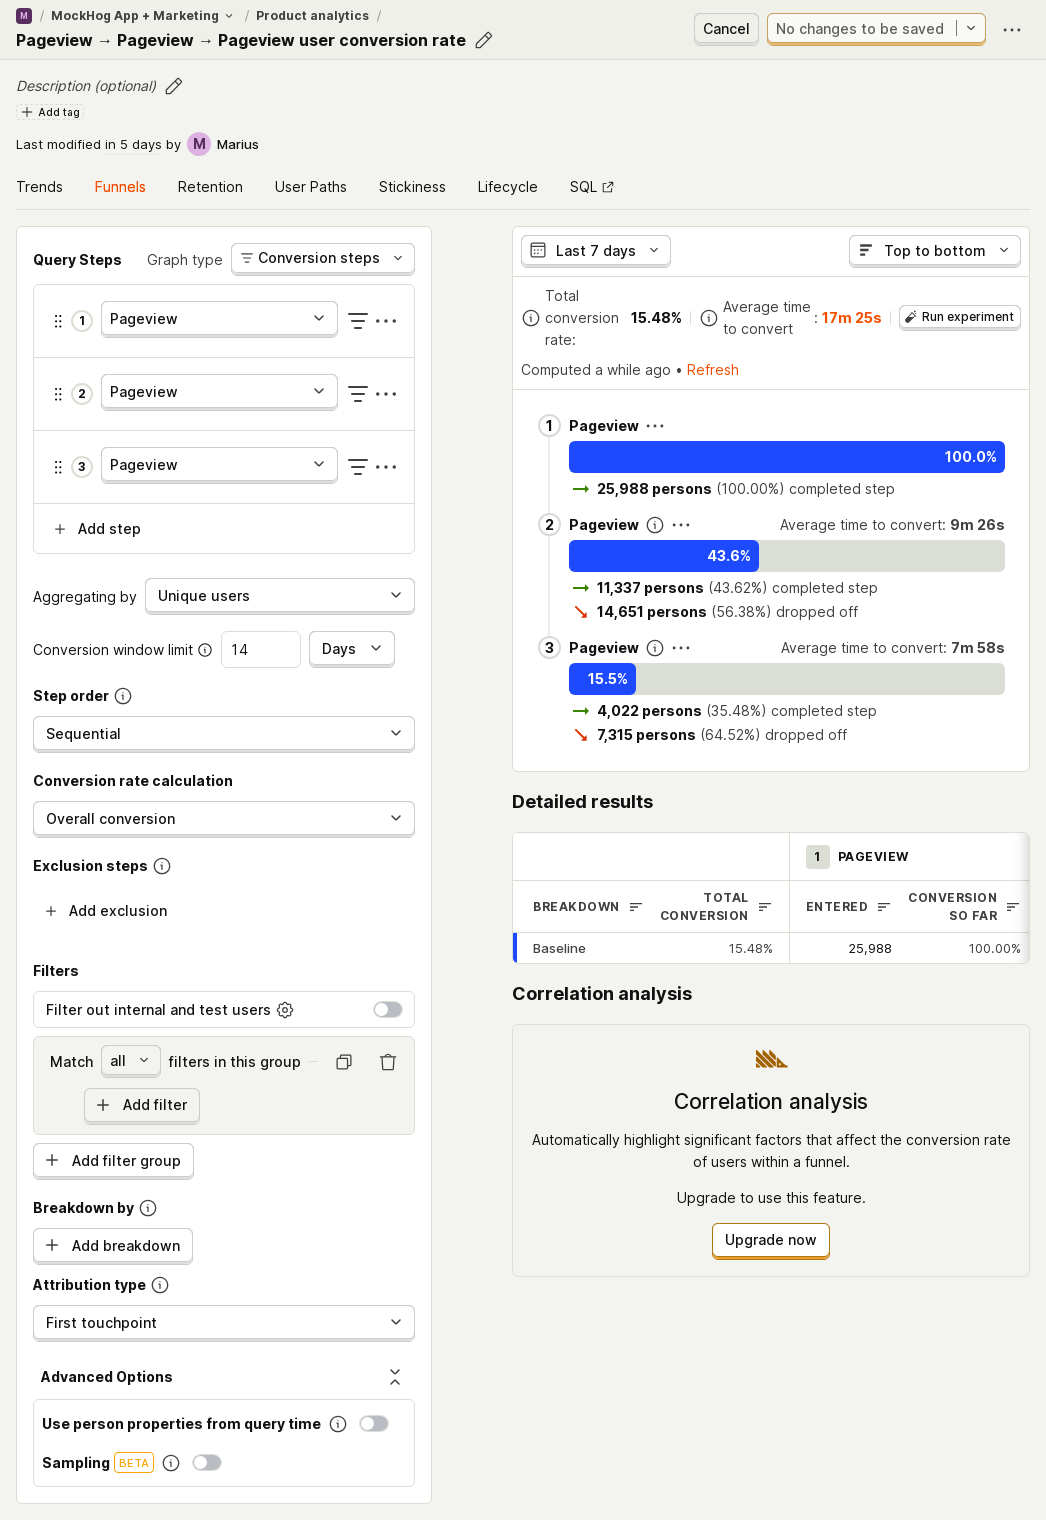 M / MockHog App + Marketing / Product analytics /
Pageview → Pageview → Pageview user conversion rate
Cancel
No changes to be saved
Description (optional)
Add tag
Last modified in 5 days by M Marius
Trends Funnels Retention User Paths Stickiness Lifecycle SQL
Query Steps
Graph type
Conversion steps
1 Pageview
2 Pageview
3 Pageview
Add step
Aggregating by Unique users
Conversion window limit 14 Days
Step order
Sequential
Conversion rate calculation
Overall conversion
Exclusion steps
Add exclusion
Filters
Filter out internal and test users
Match all filters in this group
Add filter
Add filter group
Breakdown by
Add breakdown
Attribution type
First touchpoint
Advanced Options
Use person properties from query time
Sampling BETA
Last 7 days
Top to bottom
Total
conversion
rate:
15.48%
Average time
to convert
: 17m 25s
Run experiment
Computed a while ago • Refresh
1 Pageview
100.0%
25,988 persons (100.00%) completed step
2 Pageview Average time to convert: 9m 26s
43.6%
11,337 persons (43.62%) completed step
14,651 persons (56.38%) dropped off
3 Pageview Average time to convert: 7m 58s
15.5%
4,022 persons (35.48%) completed step
7,315 persons (64.52%) dropped off
Detailed results
1 PAGEVIEW
BREAKDOWN
TOTAL
CONVERSION
ENTERED
CONVERSION
SO FAR
Baseline 15.48% 25,988 100.00%
Correlation analysis
Correlation analysis
Automatically highlight significant factors that affect the conversion rate
of users within a funnel.
Upgrade to use this feature.
Upgrade now